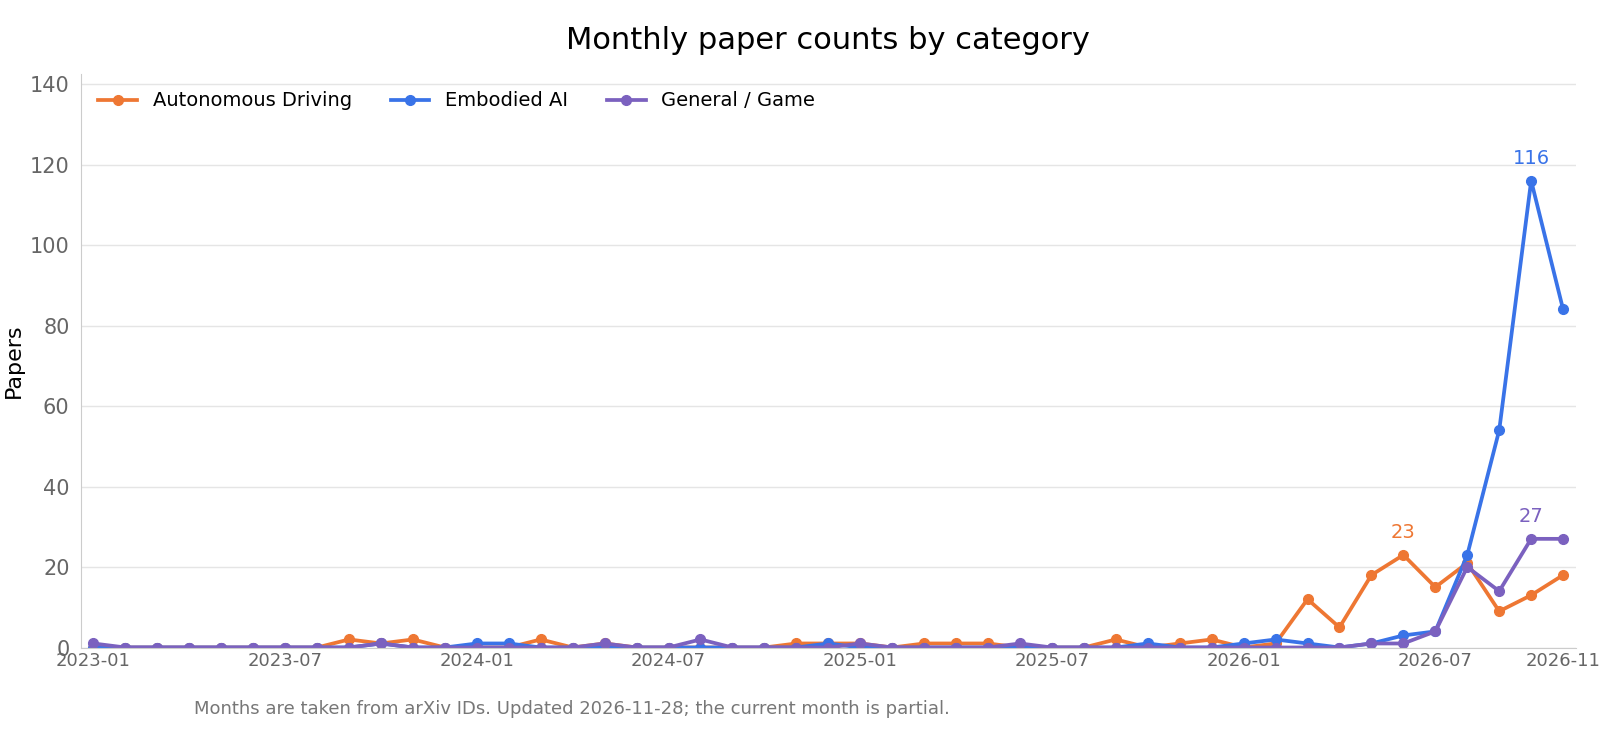 Monthly paper counts by category
Autonomous Driving Embodied AI General / Game
Papers
140
120
100
80
60
40
20
0
116
27
23
2023-01 2023-07 2024-01 2024-07 2025-01 2025-07 2026-01 2026-07 2026-11
Months are taken from arXiv IDs. Updated 2026-11-28; the current month is partial.